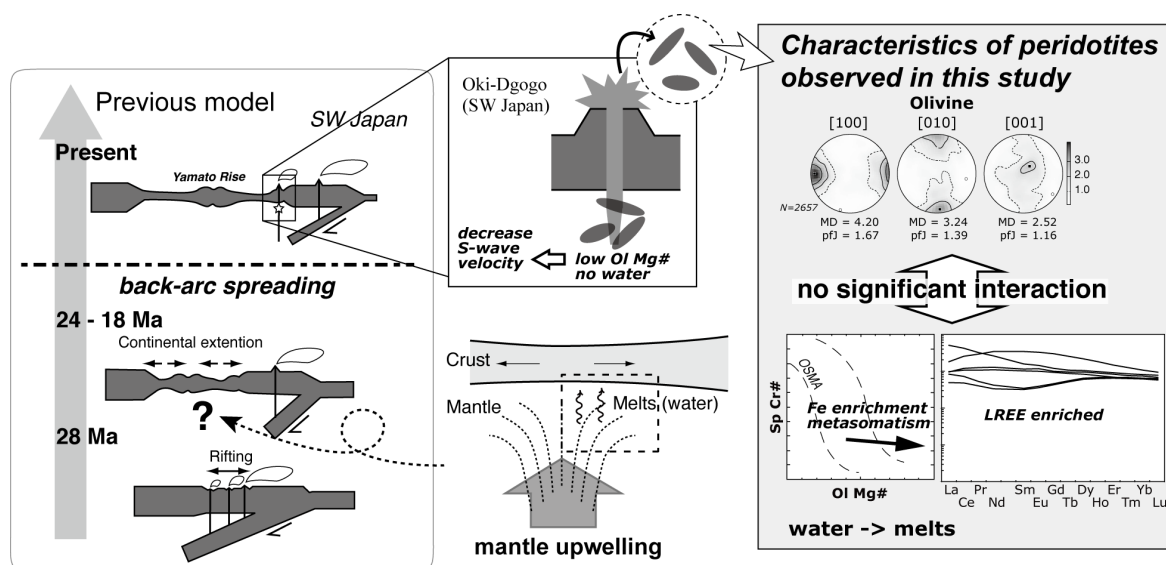 Previous model
SW Japan
Present
Yamato Rise
back-arc spreading
24 - 18 Ma
Continental extention
?
28 Ma
Rifting
Oki-Dgogo
(SW Japan)
decrease
S-wave
velocity
low Ol Mg#
no water
Crust
Mantle
Melts (water)
mantle upwelling
Characteristics of peridotites
observed in this study
Olivine
[100] [010] [001]
3.0
2.0
1.0
N=2657
MD = 4.20 MD = 3.24 MD = 2.52
pfJ = 1.67 pfJ = 1.39 pfJ = 1.16
no significant interaction
Sp Cr#
OSMA
Fe enrichment
metasomatism
Ol Mg#
LREE enriched
La Pr Sm Gd Dy Er Yb
Ce Nd Eu Tb Ho Tm Lu
water -> melts